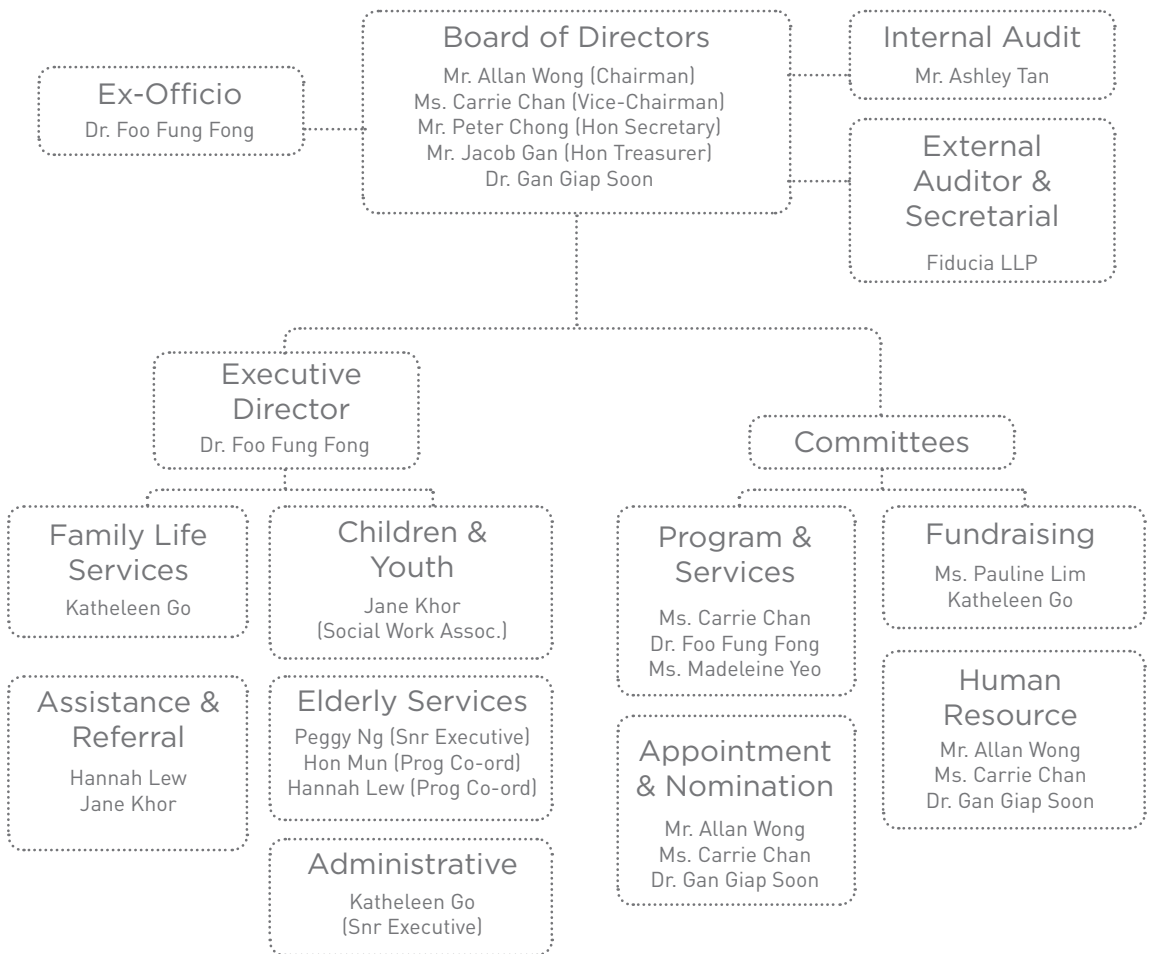 Board of Directors
Mr. Allan Wong (Chairman)
Ms. Carrie Chan (Vice-Chairman)
Mr. Peter Chong (Hon Secretary)
Mr. Jacob Gan (Hon Treasurer)
Dr. Gan Giap Soon
Ex-Officio
Dr. Foo Fung Fong
Internal Audit
Mr. Ashley Tan
External
Auditor &
Secretarial
Fiducia LLP
Executive
Director
Dr. Foo Fung Fong
Family Life
Services
Katheleen Go
Children &
Youth
Jane Khor
(Social Work Assoc.)
Assistance &
Referral
Hannah Lew
Jane Khor
Elderly Services
Peggy Ng (Snr Executive)
Hon Mun (Prog Co-ord)
Hannah Lew (Prog Co-ord)
Administrative
Katheleen Go
(Snr Executive)
Committees
Program &
Services
Ms. Carrie Chan
Dr. Foo Fung Fong
Ms. Madeleine Yeo
Fundraising
Ms. Pauline Lim
Katheleen Go
Appointment
& Nomination
Mr. Allan Wong
Ms. Carrie Chan
Dr. Gan Giap Soon
Human
Resource
Mr. Allan Wong
Ms. Carrie Chan
Dr. Gan Giap Soon